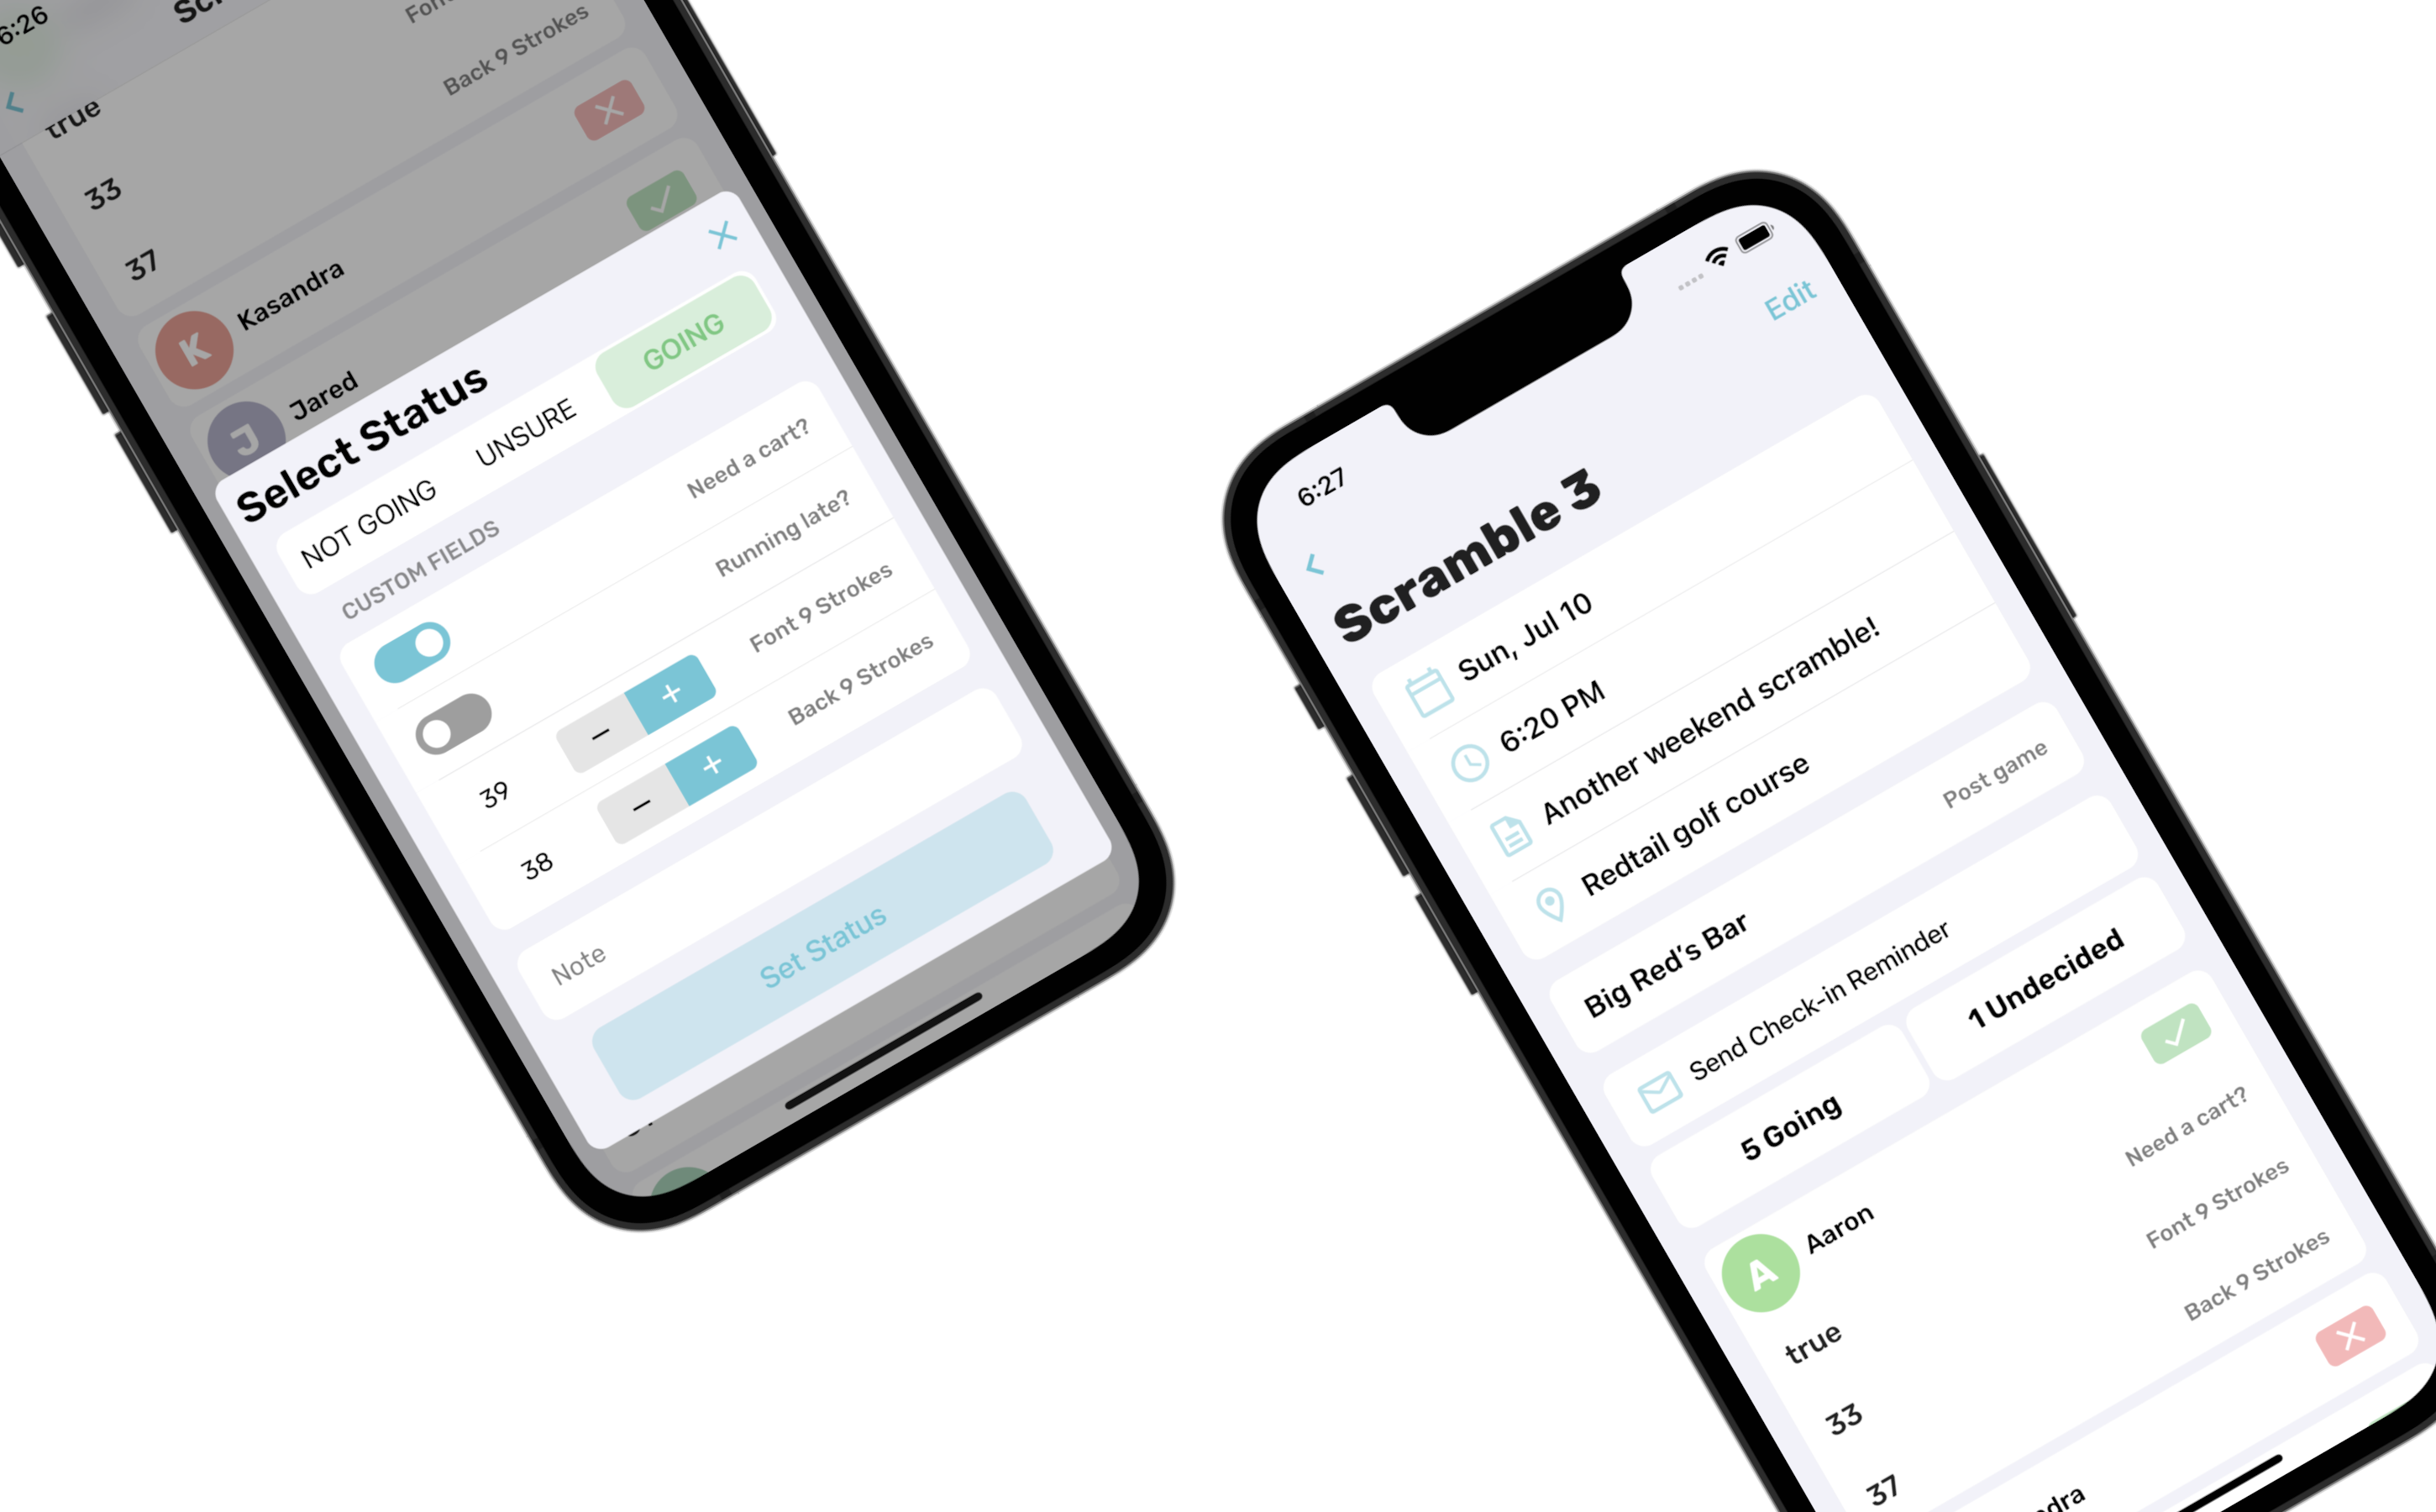 6:26
true
Back 9 Strokes
33
37
K
Kasandra
J
Jared
Select Status
NOT GOING
UNSURE
GOING
CUSTOM FIELDS
Need a cart?
Running late?
39
Font 9 Strokes
38
Back 9 Strokes
Note
Set Status
6:27
Edit
Scramble 3
Sun, Jul 10
6:20 PM
Another weekend scramble!
Redtail golf course
Big Red's Bar
Post game
Send Check-in Reminder
5 Going
1 Undecided
A
Aaron
true
Need a cart?
33
Font 9 Strokes
37
Back 9 Strokes